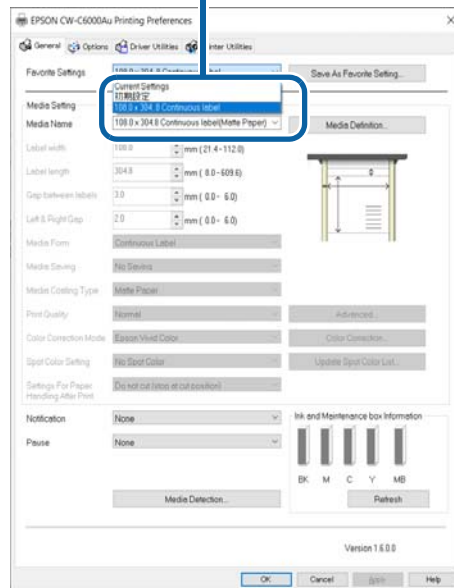 EPSON CW-C6000Au Printing Preferences
General Options Driver Utilities Printer Utilities
Favorite Settings 108.0 x 304.8 Continuous label Save As Favorite Setting...
Current Settings
初期設定
108.0 x 304.8 Continuous label
Media Setting
Media Name 108.0 x 304.8 Continuous label(Matte Paper) Media Definition...
Label width 108.0 mm ( 21.4 - 112.0)
Label length 304.8 mm ( 8.0-609.6)
Gap between labels 3.0 mm ( 0.0 - 6.0)
Left & Right Gap 2.0 mm ( 0.0 - 6.0)
Media Form Continuous Label
Media Saving No Saving
Media Coating Type Matte Paper
Print Quality Normal Advanced...
Color Correction Mode Epson Vivid Color Color Correction...
Spot Color Setting No Spot Color Update Spot Color List...
Settings For Paper
Handling After Print Do not cut (stop at cut position)
Notification None Ink and Maintenance box Information
Pause None
BK M C Y MB
Media Detection... Refresh
Version 1.6.0.0
OK Cancel Apply Help